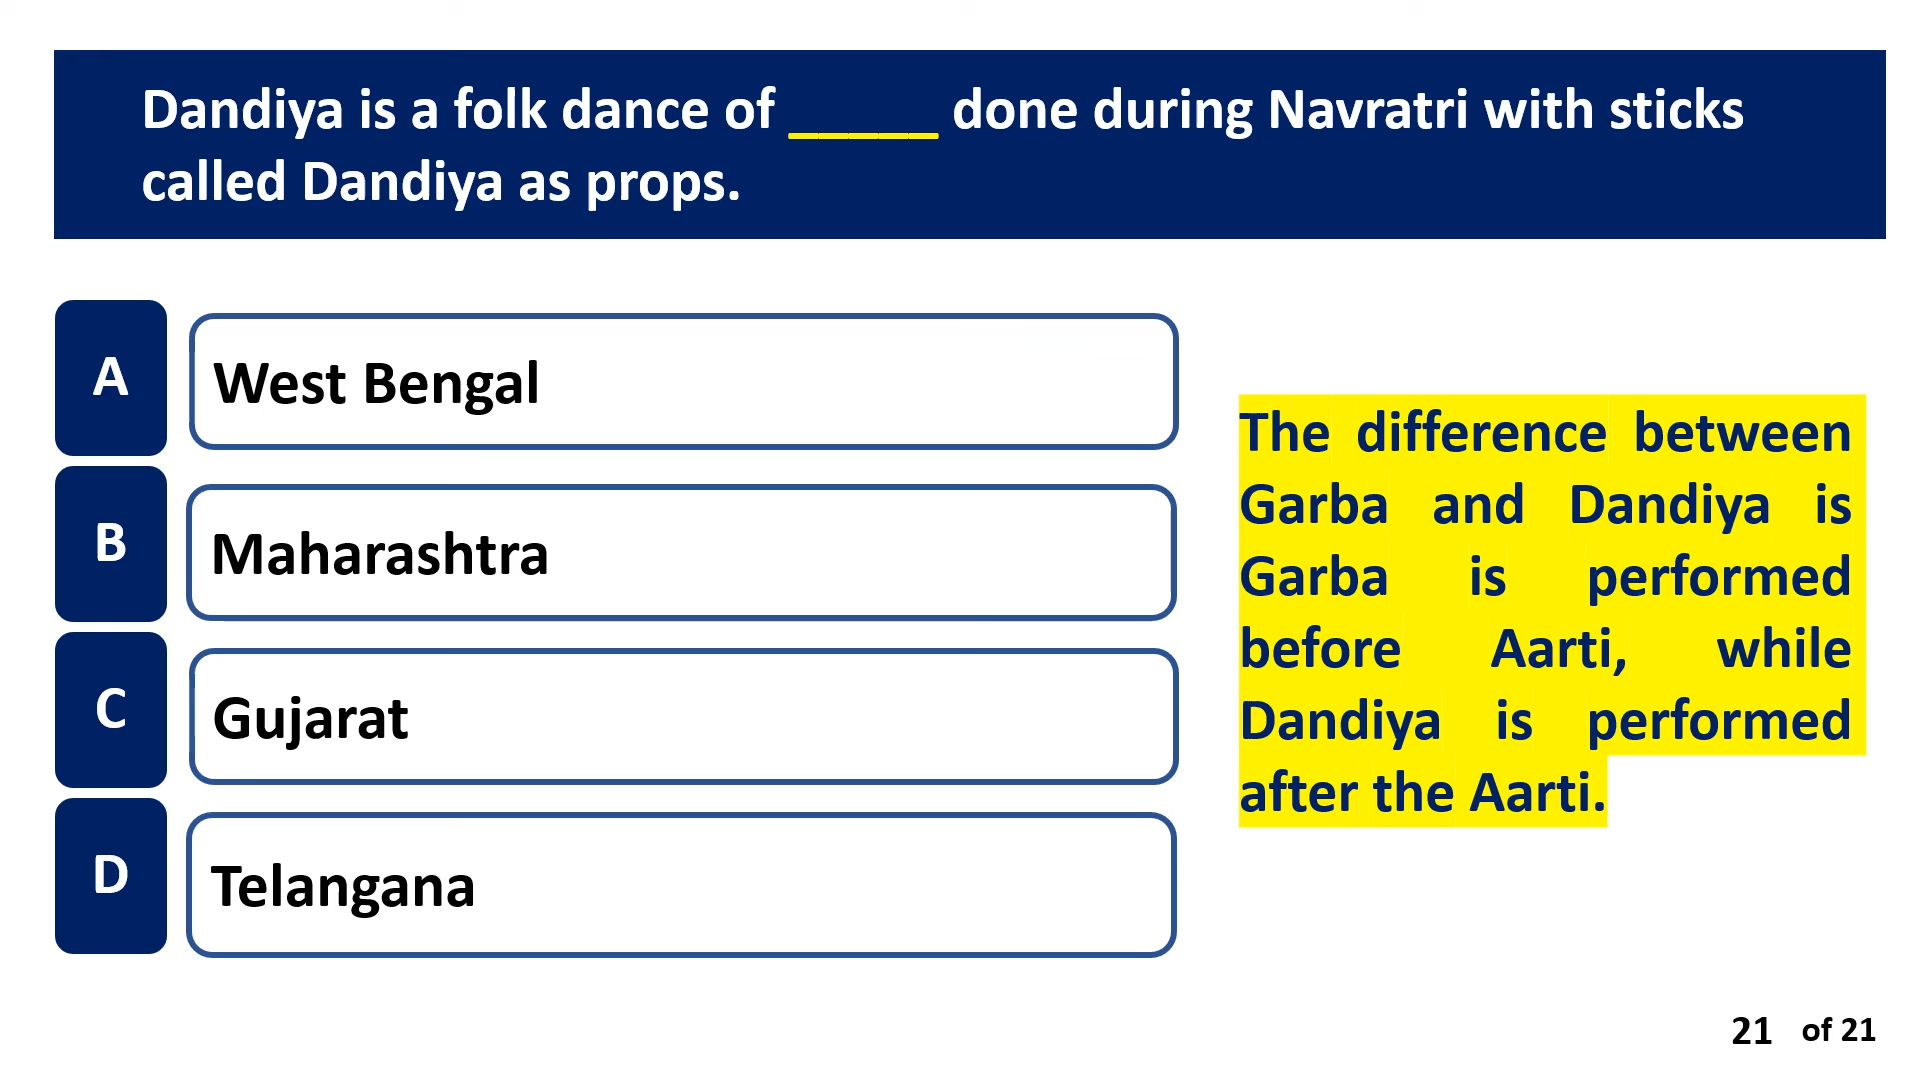 Dandiya is a folk dance of _____ done during Navratri with sticks
called Dandiya as props.
A
West Bengal
B
Maharashtra
C
Gujarat
D
Telangana
The difference between
Garba and Dandiya is
Garba is performed
before Aarti, while
Dandiya is performed
after the Aarti.
21 of 21